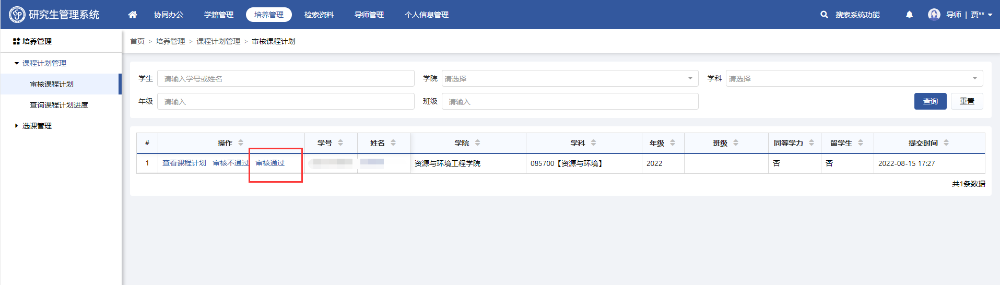 研究生管理系统 协同办公 学籍管理 培养管理 检索资料 导师管理 个人信息管理 搜索系统功能 导师 | 贾**
培养管理
首页 > 培养管理 > 课程计划管理 > 审核课程计划
课程计划管理
审核课程计划
查询课程计划进度
选课管理
学生 请输入学号或姓名 学院 请选择 学科 请选择
年级 请输入 班级 请输入 查询 重置
# 操作 学号 姓名 学院 学科 年级 班级 同等学力 留学生 提交时间
1 查看课程计划 审核不通过 审核通过 资源与环境工程学院 085700【资源与环境】 2022 否 否 2022-08-15 17:27
共1条数据